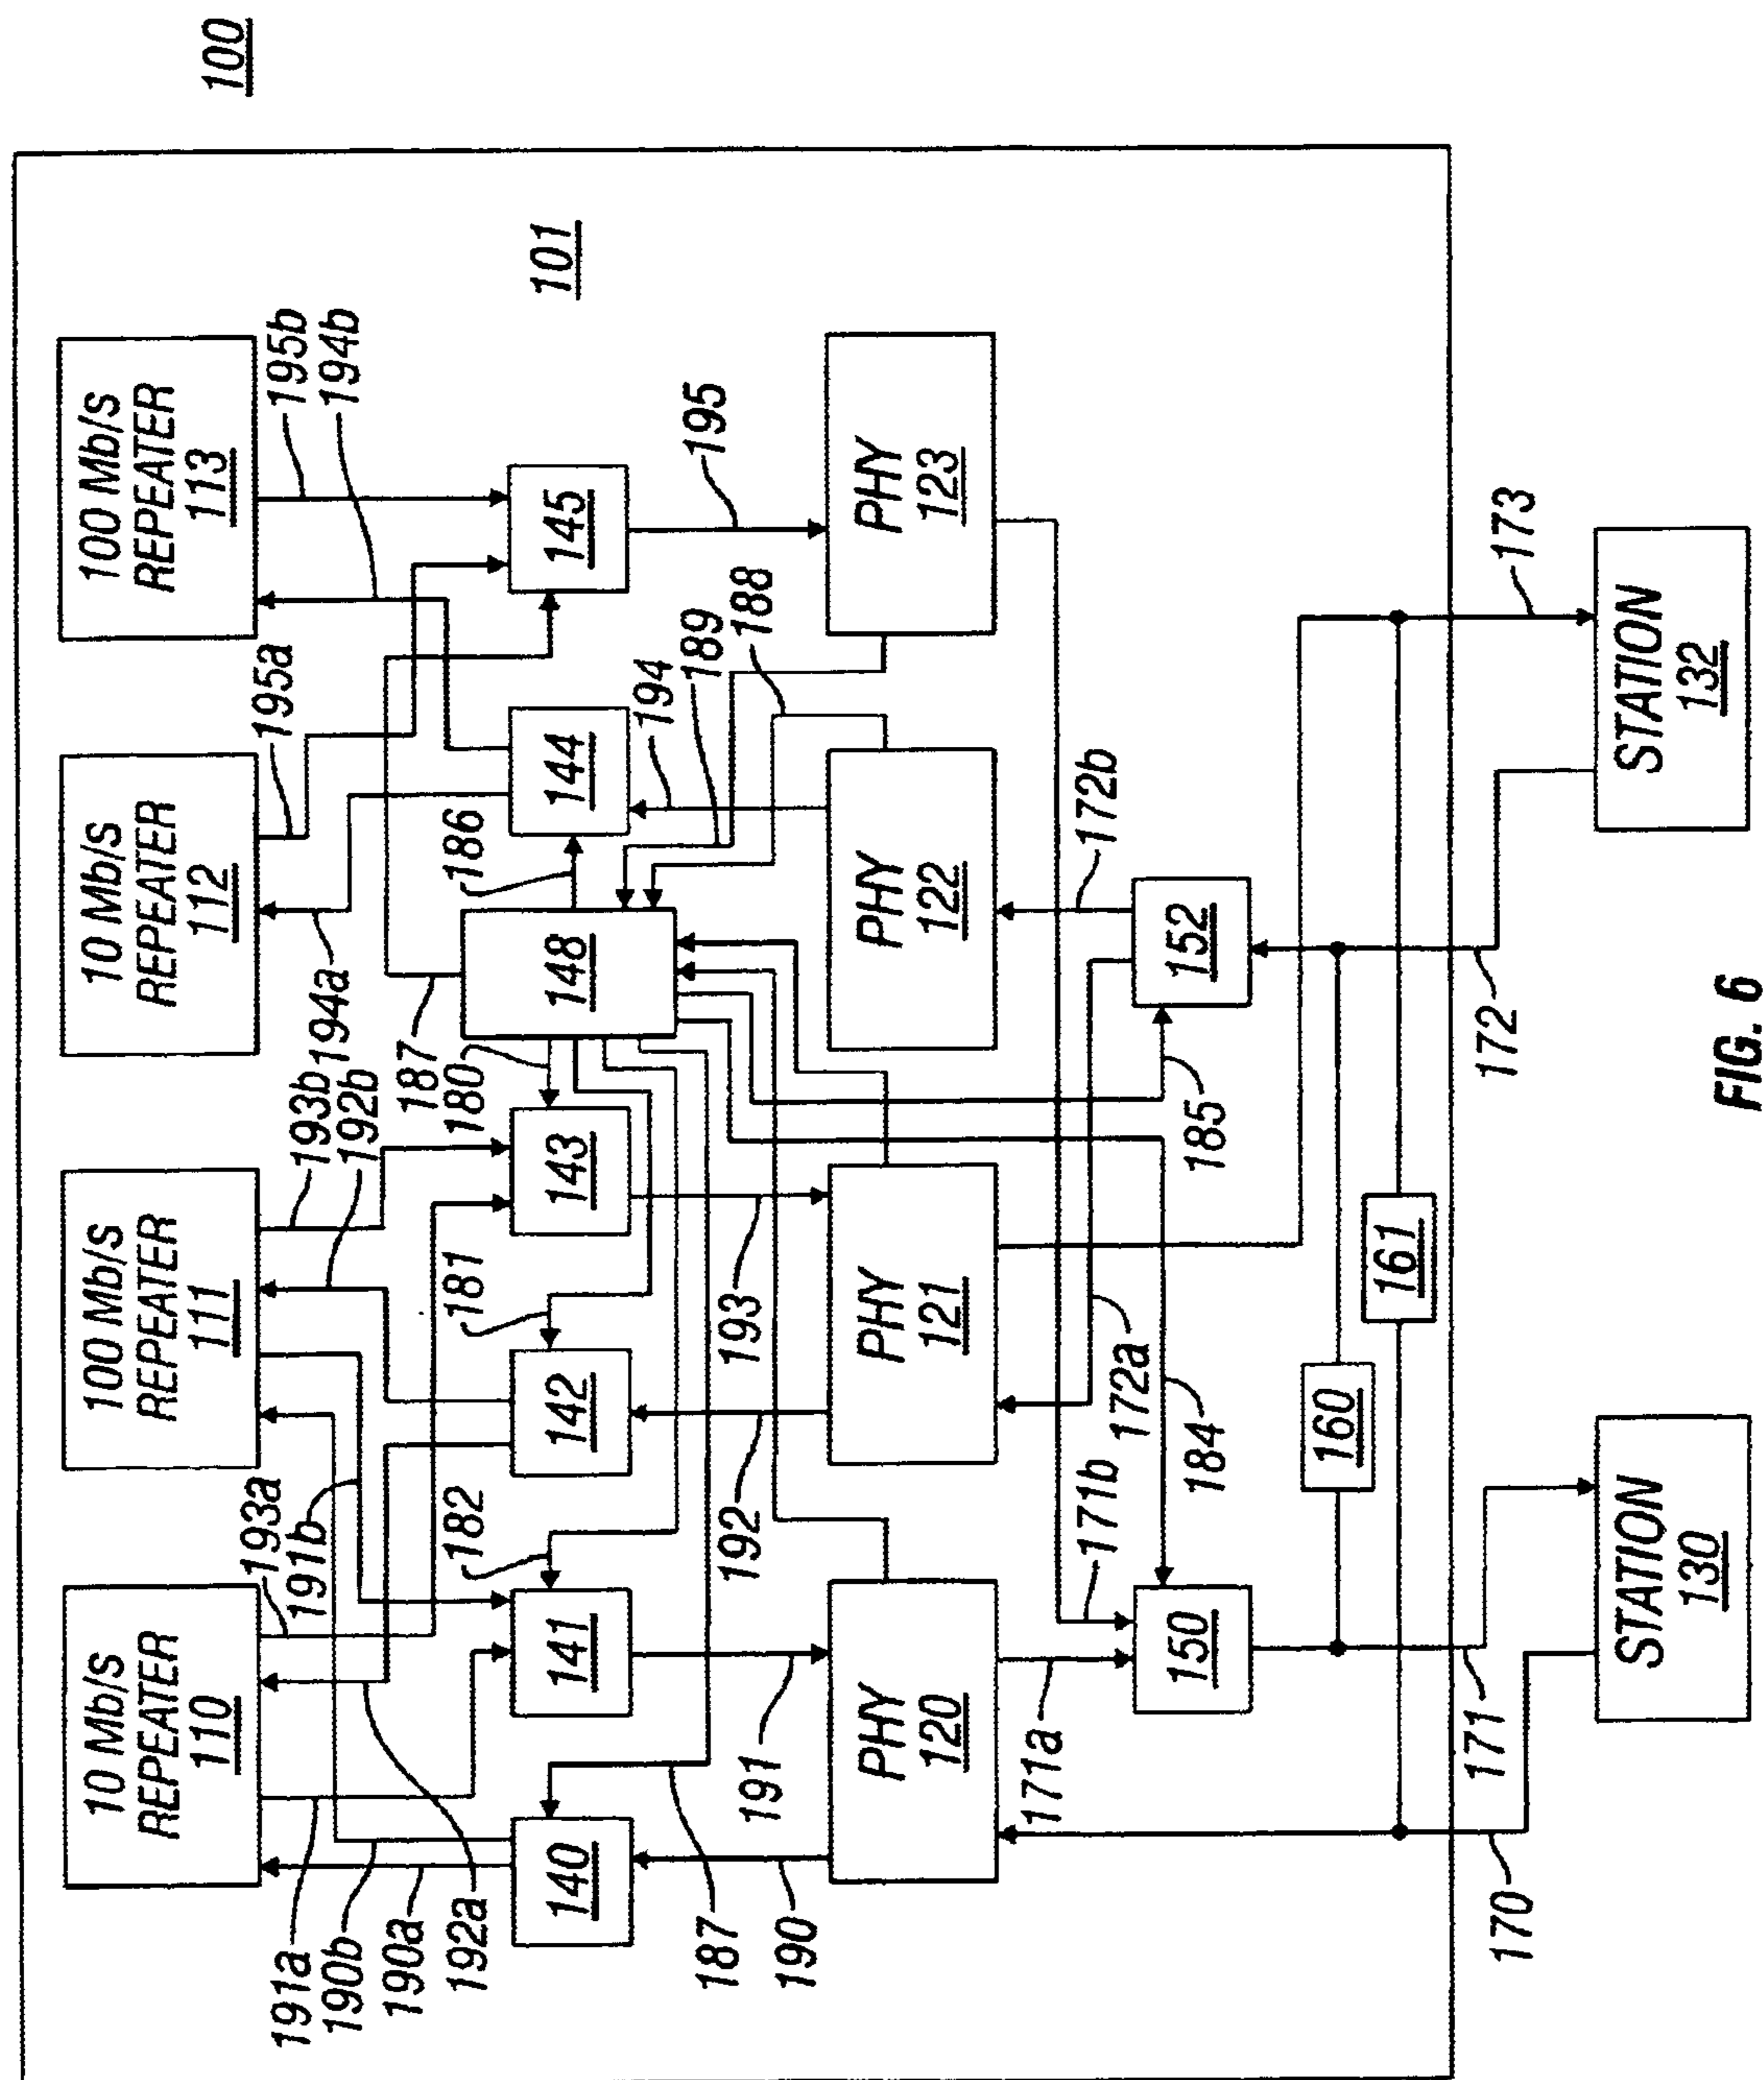 100
101
10 Mb/s
REPEATER
110
100 Mb/s
REPEATER
111
10 Mb/s
REPEATER
112
100 Mb/s
REPEATER
113
191a
190b
190a
192a
193a
191b
193b
192b
194a
195a
195b
194b
187
180
181
182
186
140
141
142
143
148
144
145
187
190
191
192
193
194
189
188
195
PHY
120
PHY
121
PHY
122
PHY
123
171a
171b
172a
184
185
172b
150
152
160
161
170
171
172
173
STATION
130
STATION
132
FIG. 6